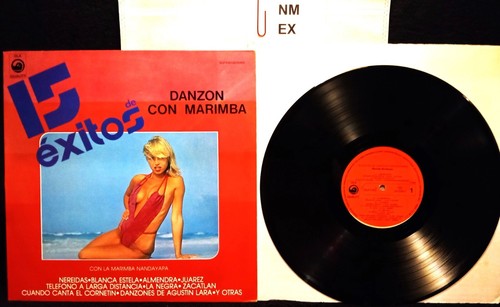 NM
EX
DANZON
CON MARIMBA
15
de
éxitos
CON LA MARIMBA NANDAYAPA
NEREIDAS•BLANCA ESTELA•ALMENDRA•JUAREZ
TELEFONO A LARGA DISTANCIA•LA NEGRA•ZACATLAN
CUANDO CANTA EL CORNETIN•DANZONES DE AGUSTIN LARA•Y OTRAS
1